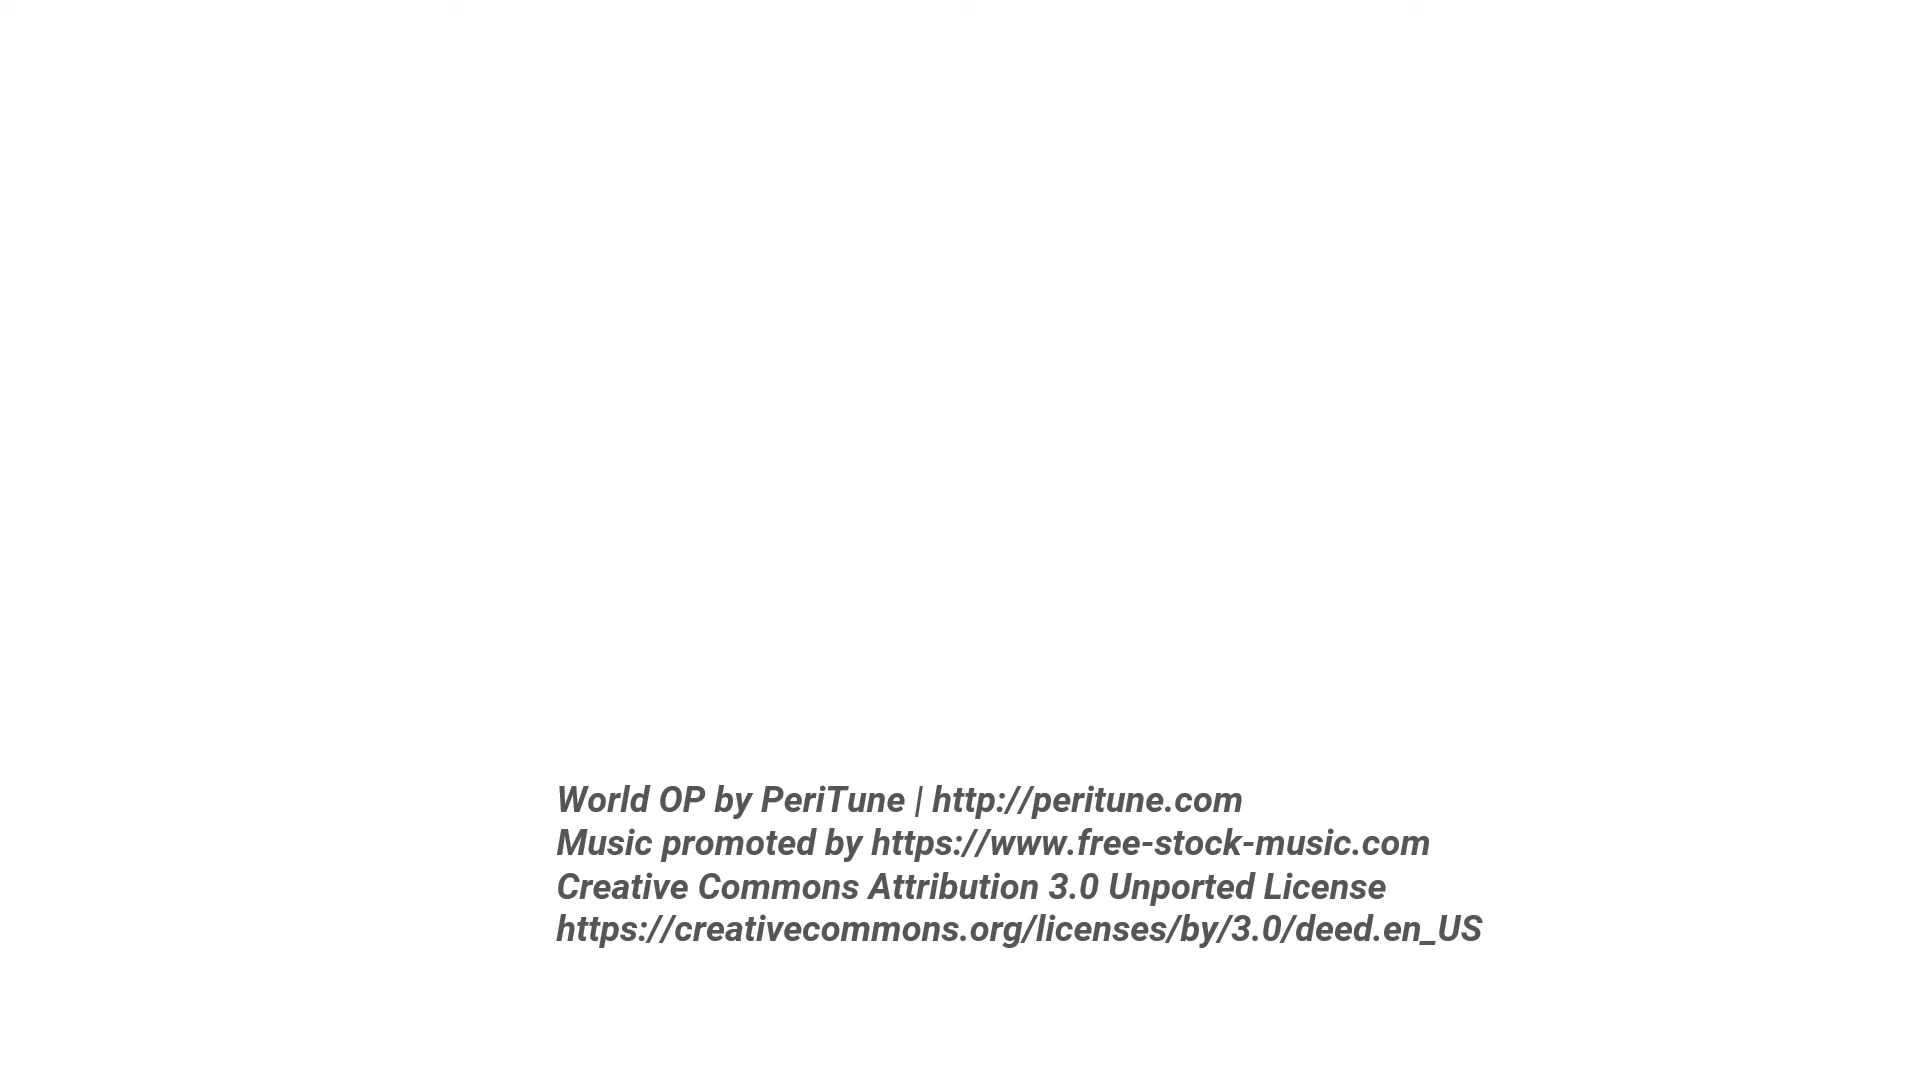 World OP by PeriTune | http://peritune.com
Music promoted by https://www.free-stock-music.com
Creative Commons Attribution 3.0 Unported License
https://creativecommons.org/licenses/by/3.0/deed.en_US